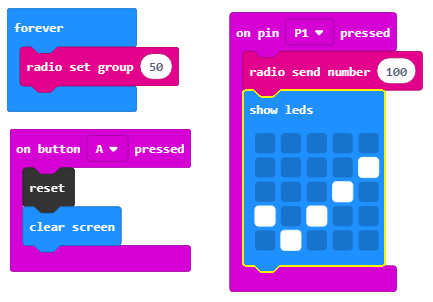 forever
radio set group 50
on button A pressed
reset
clear screen
on pin P1 pressed
radio send number 100
show leds